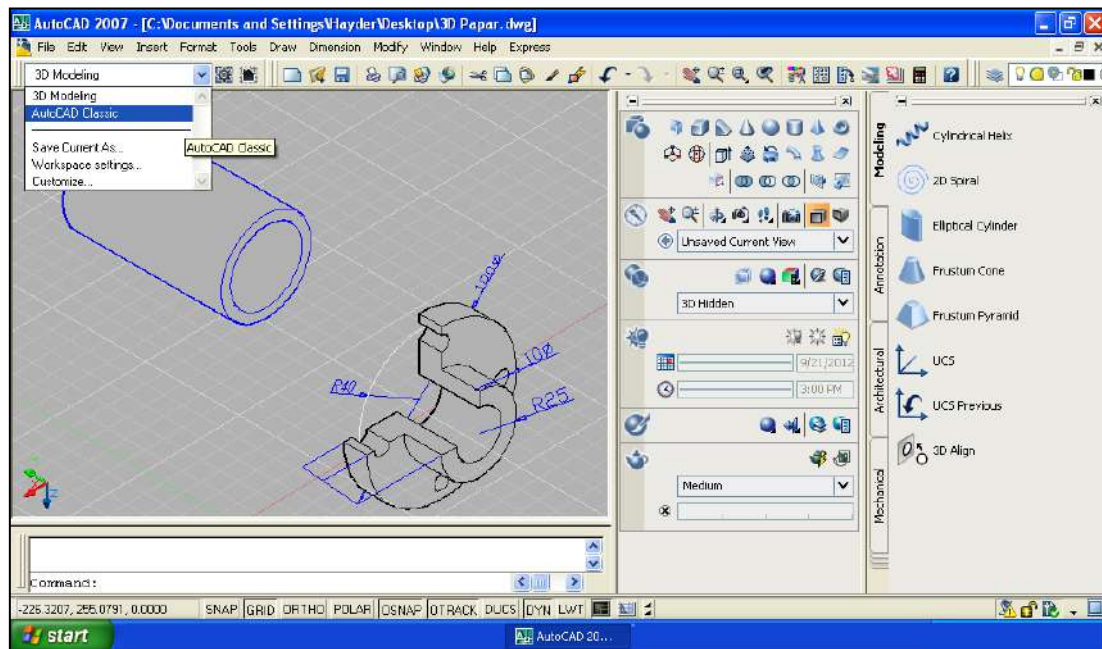 AutoCAD 2007 - [C:\Documents and Settings\Hayder\Desktop\3D Papar.dwg]
File Edit View Insert Format Tools Draw Dimension Modify Window Help Express
3D Modeling
3D Modeling
AutoCAD Classic
Save Current As...
AutoCAD Classic
Workspace settings...
Customize...
100ø
10ø
R40
R25
Z
Unsaved Current View
3D Hidden
9/21/2012
3:00 PM
Medium
Modeling
Annotation
Architectural
Mechanical
Cylindrical Helix
2D Spiral
Elliptical Cylinder
Frustum Cone
Frustum Pyramid
UCS
UCS Previous
3D Align
Command:
-226.3207, 255.0791, 0.0000 SNAP GRID ORTHO POLAR OSNAP OTRACK DUCS DYN LWT
start
AutoCAD 20...